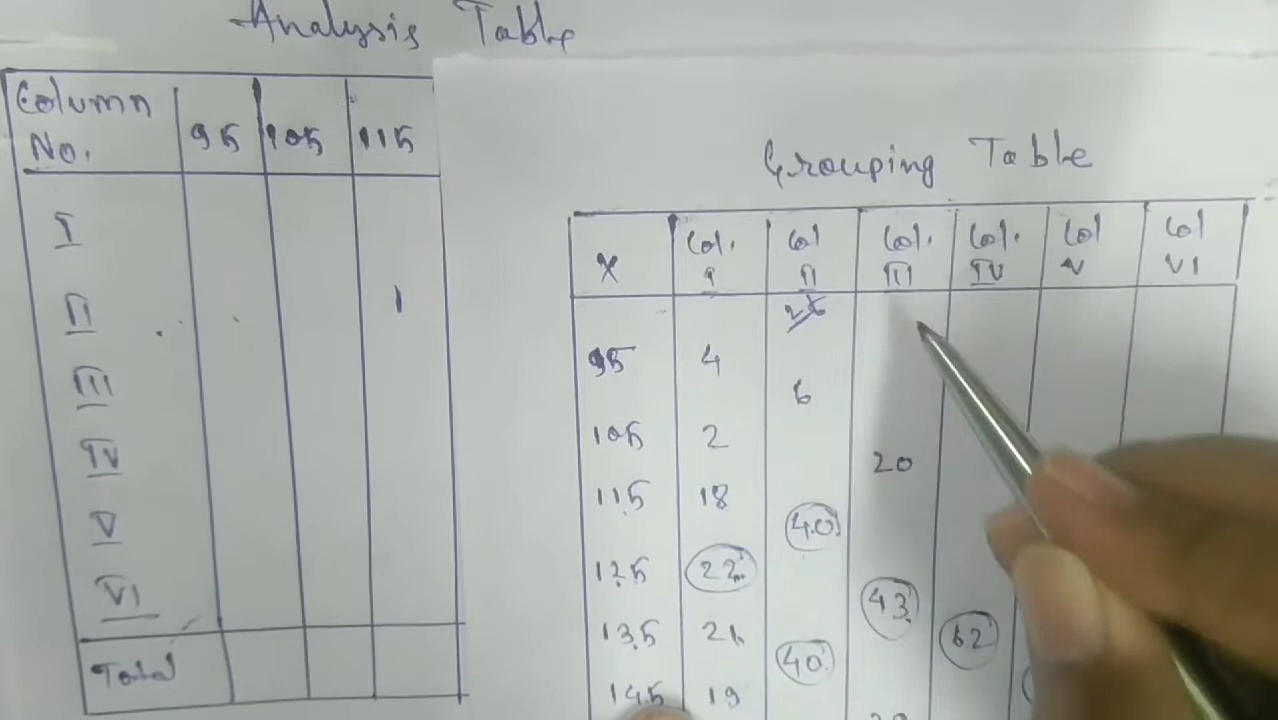 Analysis Table
Column No. 95 105 115
I
II 1
III
IV
V
VI
Total
Grouping Table
X Col. I Col II Col. III Col. IV Col V Col VI
95 4
6
105 2
20
115 18
40
125 22
43
135 21
62
40
145 19